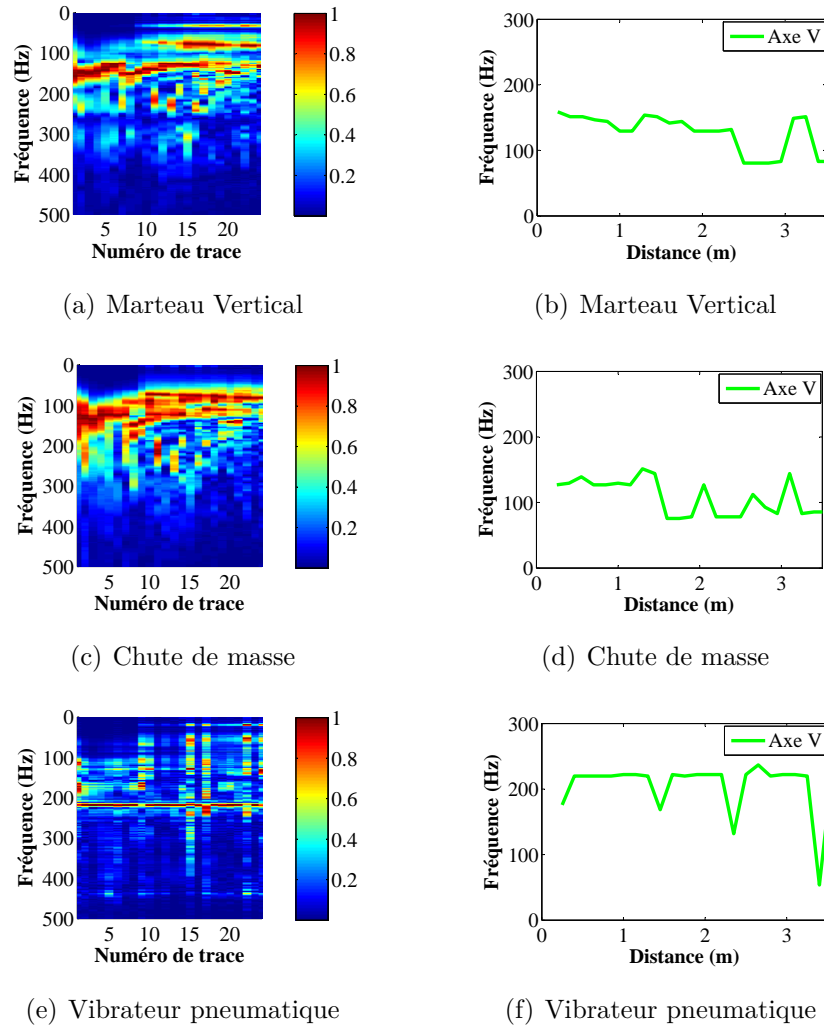 0
100
200
300
400
500
Fréquence (Hz)
5 10 15 20
Numéro de trace
1
0.8
0.6
0.4
0.2
300
200
100
0
Fréquence (Hz)
0 1 2 3
Distance (m)
Axe V
(a) Marteau Vertical
(b) Marteau Vertical
0
100
200
300
400
500
Fréquence (Hz)
5 10 15 20
Numéro de trace
1
0.8
0.6
0.4
0.2
300
200
100
0
Fréquence (Hz)
0 1 2 3
Distance (m)
Axe V
(c) Chute de masse
(d) Chute de masse
0
100
200
300
400
500
Fréquence (Hz)
5 10 15 20
Numéro de trace
1
0.8
0.6
0.4
0.2
300
200
100
0
Fréquence (Hz)
0 1 2 3
Distance (m)
Axe V
(e) Vibrateur pneumatique
(f) Vibrateur pneumatique